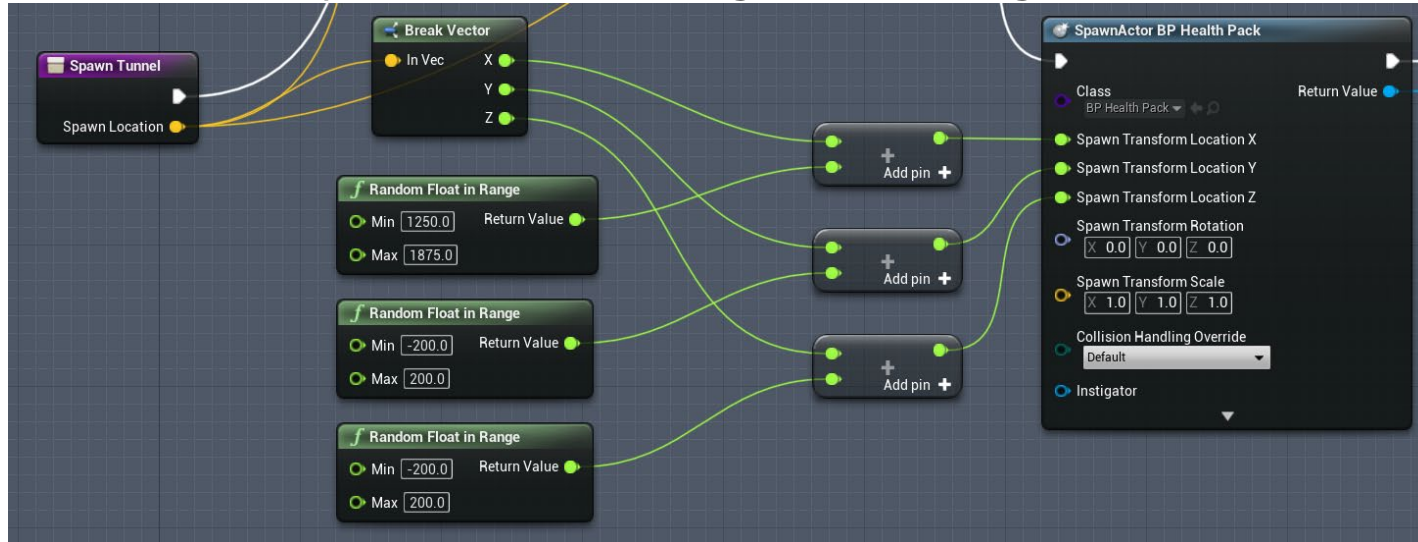 Spawn Tunnel
Spawn Location
Break Vector
In Vec X
Y
Z
Random Float in Range
Min 1250.0 Return Value
Max 1875.0
Random Float in Range
Min -200.0 Return Value
Max 200.0
Random Float in Range
Min -200.0 Return Value
Max 200.0
+
Add pin +
+
Add pin +
+
Add pin +
SpawnActor BP Health Pack
Class Return Value
BP Health Pack
Spawn Transform Location X
Spawn Transform Location Y
Spawn Transform Location Z
Spawn Transform Rotation
X 0.0 Y 0.0 Z 0.0
Spawn Transform Scale
X 1.0 Y 1.0 Z 1.0
Collision Handling Override
Default
Instigator